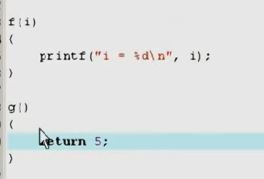 f(i)
{
printf("i = %d\n", i);
}
g()
{
return 5;
}